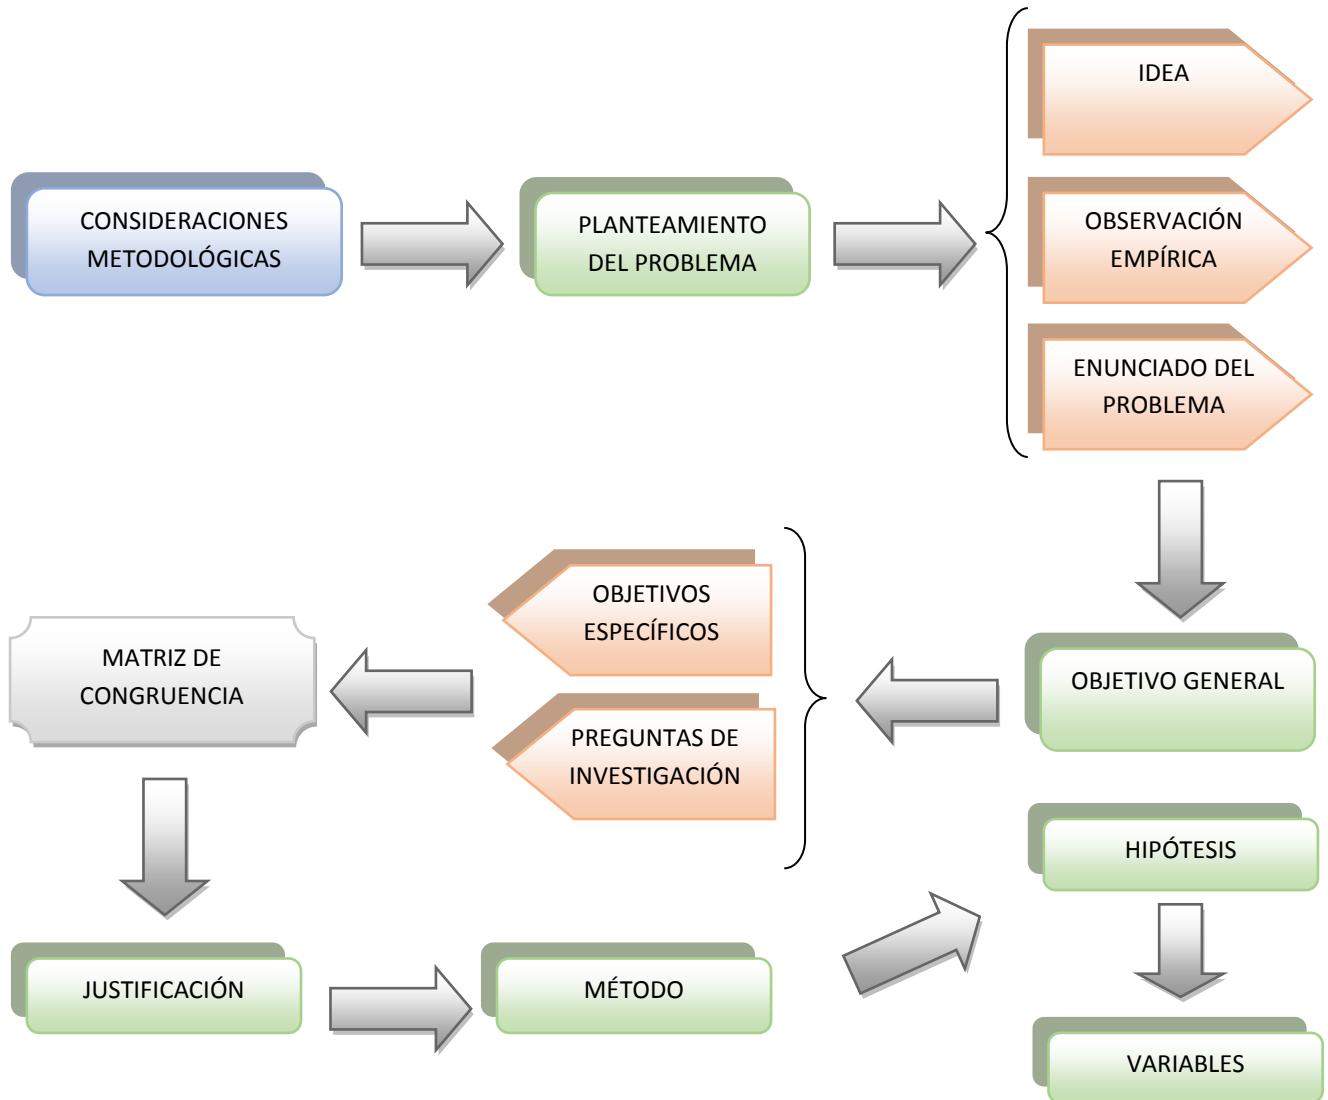 CONSIDERACIONES
METODOLÓGICAS
PLANTEAMIENTO
DEL PROBLEMA
IDEA
OBSERVACIÓN
EMPÍRICA
ENUNCIADO DEL
PROBLEMA
OBJETIVO GENERAL
OBJETIVOS
ESPECÍFICOS
PREGUNTAS DE
INVESTIGACIÓN
MATRIZ DE
CONGRUENCIA
JUSTIFICACIÓN
MÉTODO
HIPÓTESIS
VARIABLES